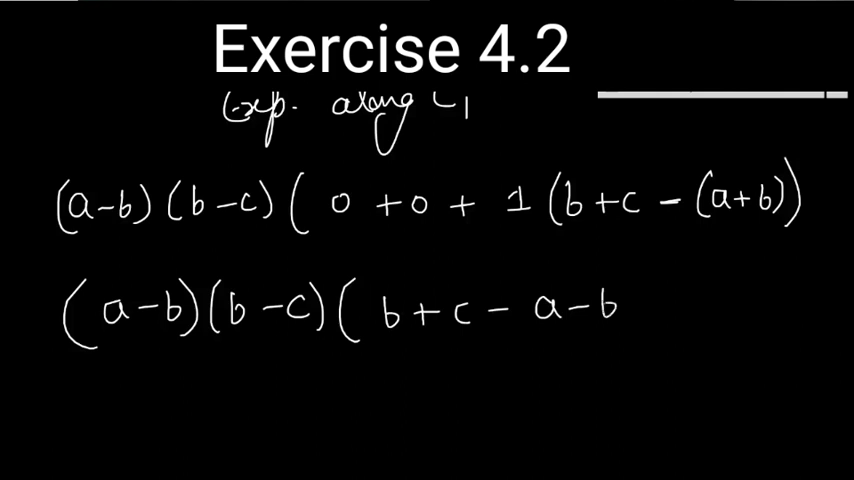 Exercise 4.2
Exp. along C1
(a-b)(b-c)( 0 +0 + 1 (b+c - (a+b))
(a-b)(b-c)( b+c - a-b